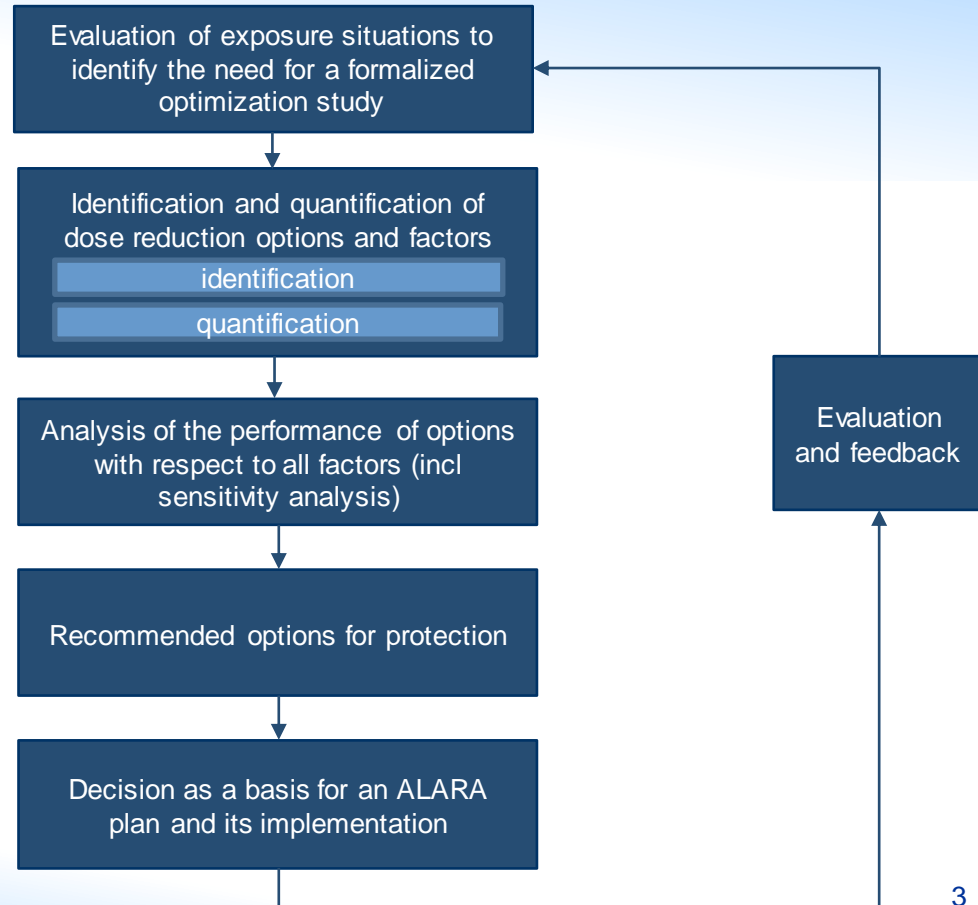 Evaluation of exposure situations to
identify the need for a formalized
optimization study
Identification and quantification of
dose reduction options and factors
identification
quantification
Analysis of the performance of options
with respect to all factors (incl
sensitivity analysis)
Recommended options for protection
Decision as a basis for an ALARA
plan and its implementation
Evaluation
and feedback
3